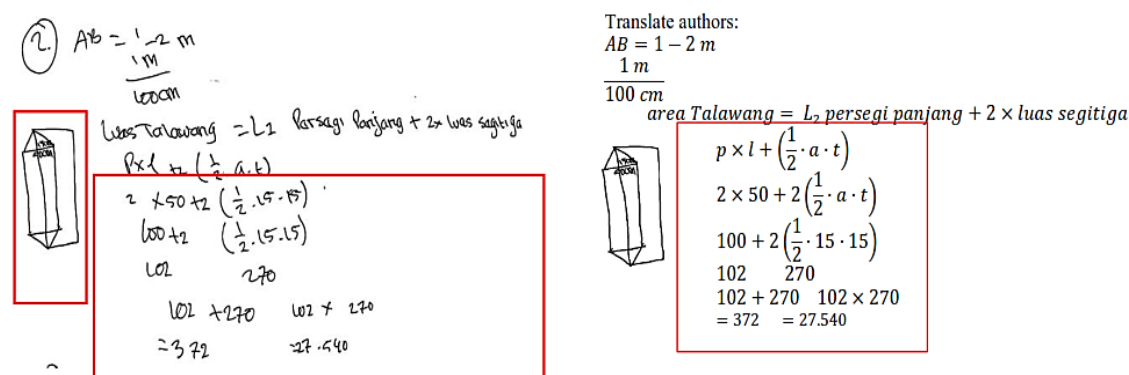 2. AB = 1-2 m
1m
100cm
Luas Talawang = L2 Parsagi Panjang + 2x luas sagitiga
P x l +2 (1/2 . a . t)
2 x 50 + 2 (1/2 . 15 . 15)
100 + 2 (1/2 . 15 . 15)
102 270
102 + 270 102 x 270
= 372 = 27.540
Translate authors:
AB = 1 – 2 m
1 m
100 cm
area Talawang = L₂ persegi panjang + 2 × luas segitiga
p × l + (1/2 · a · t)
2 × 50 + 2(1/2 · a · t)
100 + 2(1/2 · 15 · 15)
102 270
102 + 270 102 × 270
= 372 = 27.540